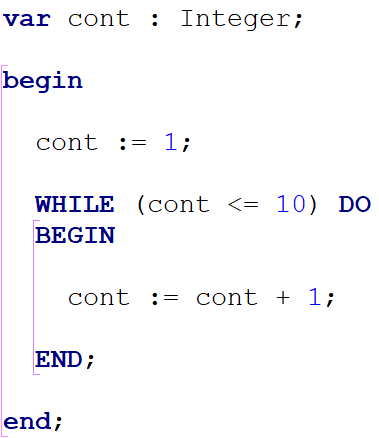 var cont : Integer;
begin
cont := 1;
WHILE (cont <= 10) DO
BEGIN
cont := cont + 1;
END;
end;